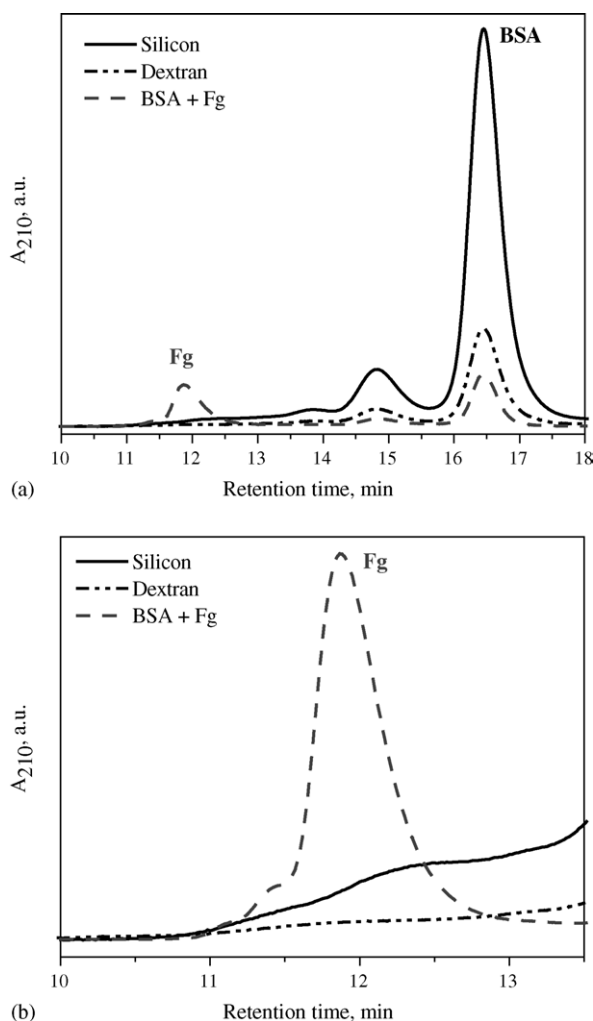 Silicon
Dextran
BSA + Fg
BSA
Fg
A210, a.u.
10 11 12 13 14 15 16 17 18
(a)
Retention time, min
Silicon
Dextran
BSA + Fg
Fg
A210, a.u.
10 11 12 13
(b)
Retention time, min